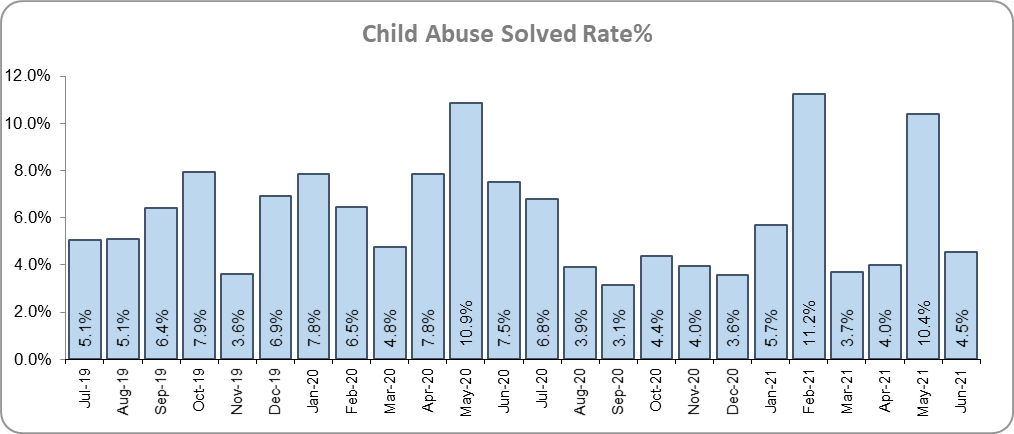 Child Abuse Solved Rate%
12.0%
10.0%
8.0%
6.0%
4.0%
2.0%
0.0%
5.1%
5.1%
6.4%
7.9%
3.6%
6.9%
7.8%
6.5%
4.8%
7.8%
10.9%
7.5%
6.8%
3.9%
3.1%
4.4%
4.0%
3.6%
5.7%
11.2%
3.7%
4.0%
10.4%
4.5%
Jul-19
Aug-19
Sep-19
Oct-19
Nov-19
Dec-19
Jan-20
Feb-20
Mar-20
Apr-20
May-20
Jun-20
Jul-20
Aug-20
Sep-20
Oct-20
Nov-20
Dec-20
Jan-21
Feb-21
Mar-21
Apr-21
May-21
Jun-21